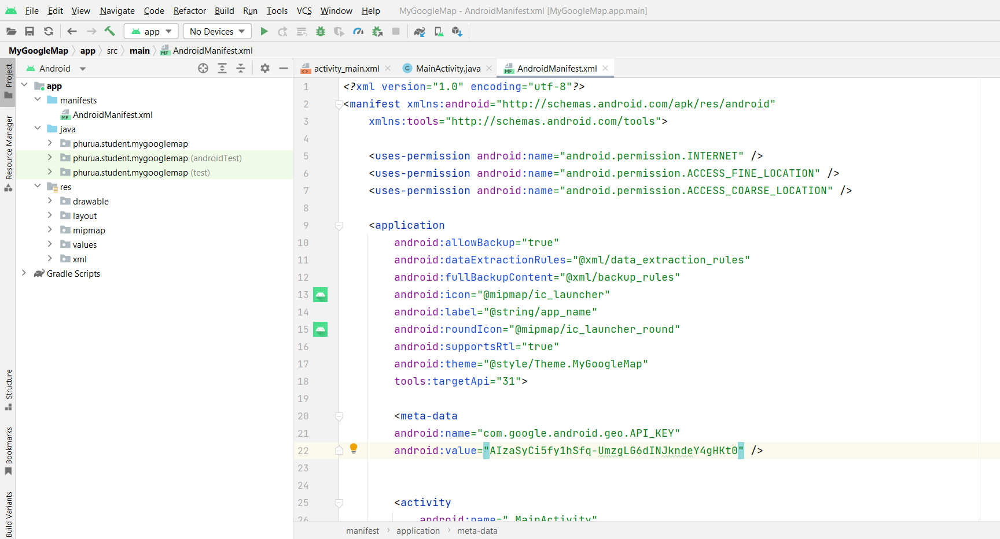 File Edit View Navigate Code Refactor Build Run Tools VCS Window Help MyGoogleMap - AndroidManifest.xml [MyGoogleMap.app.main]
app No Devices
MyGoogleMap app src main AndroidManifest.xml
Project
Resource Manager
Structure
Bookmarks
Build Variants
Android
app
manifests
AndroidManifest.xml
java
phurua.student.mygooglemap
phurua.student.mygooglemap (androidTest)
phurua.student.mygooglemap (test)
res
drawable
layout
mipmap
values
xml
Gradle Scripts
activity_main.xml MainActivity.java AndroidManifest.xml
1 <?xml version="1.0" encoding="utf-8"?>
2 <manifest xmlns:android="http://schemas.android.com/apk/res/android"
3 xmlns:tools="http://schemas.android.com/tools">
4
5 <uses-permission android:name="android.permission.INTERNET" />
6 <uses-permission android:name="android.permission.ACCESS_FINE_LOCATION" />
7 <uses-permission android:name="android.permission.ACCESS_COARSE_LOCATION" />
8
9 <application
10 android:allowBackup="true"
11 android:dataExtractionRules="@xml/data_extraction_rules"
12 android:fullBackupContent="@xml/backup_rules"
13 android:icon="@mipmap/ic_launcher"
14 android:label="@string/app_name"
15 android:roundIcon="@mipmap/ic_launcher_round"
16 android:supportsRtl="true"
17 android:theme="@style/Theme.MyGoogleMap"
18 tools:targetApi="31">
19
20 <meta-data
21 android:name="com.google.android.geo.API_KEY"
22 android:value="AIzaSyCi5fy1hSfq-UmzgLG6dINJkndeY4gHKt0" />
23
24
25 <activity
26 android:name=".MainActivity"
manifest application meta-data